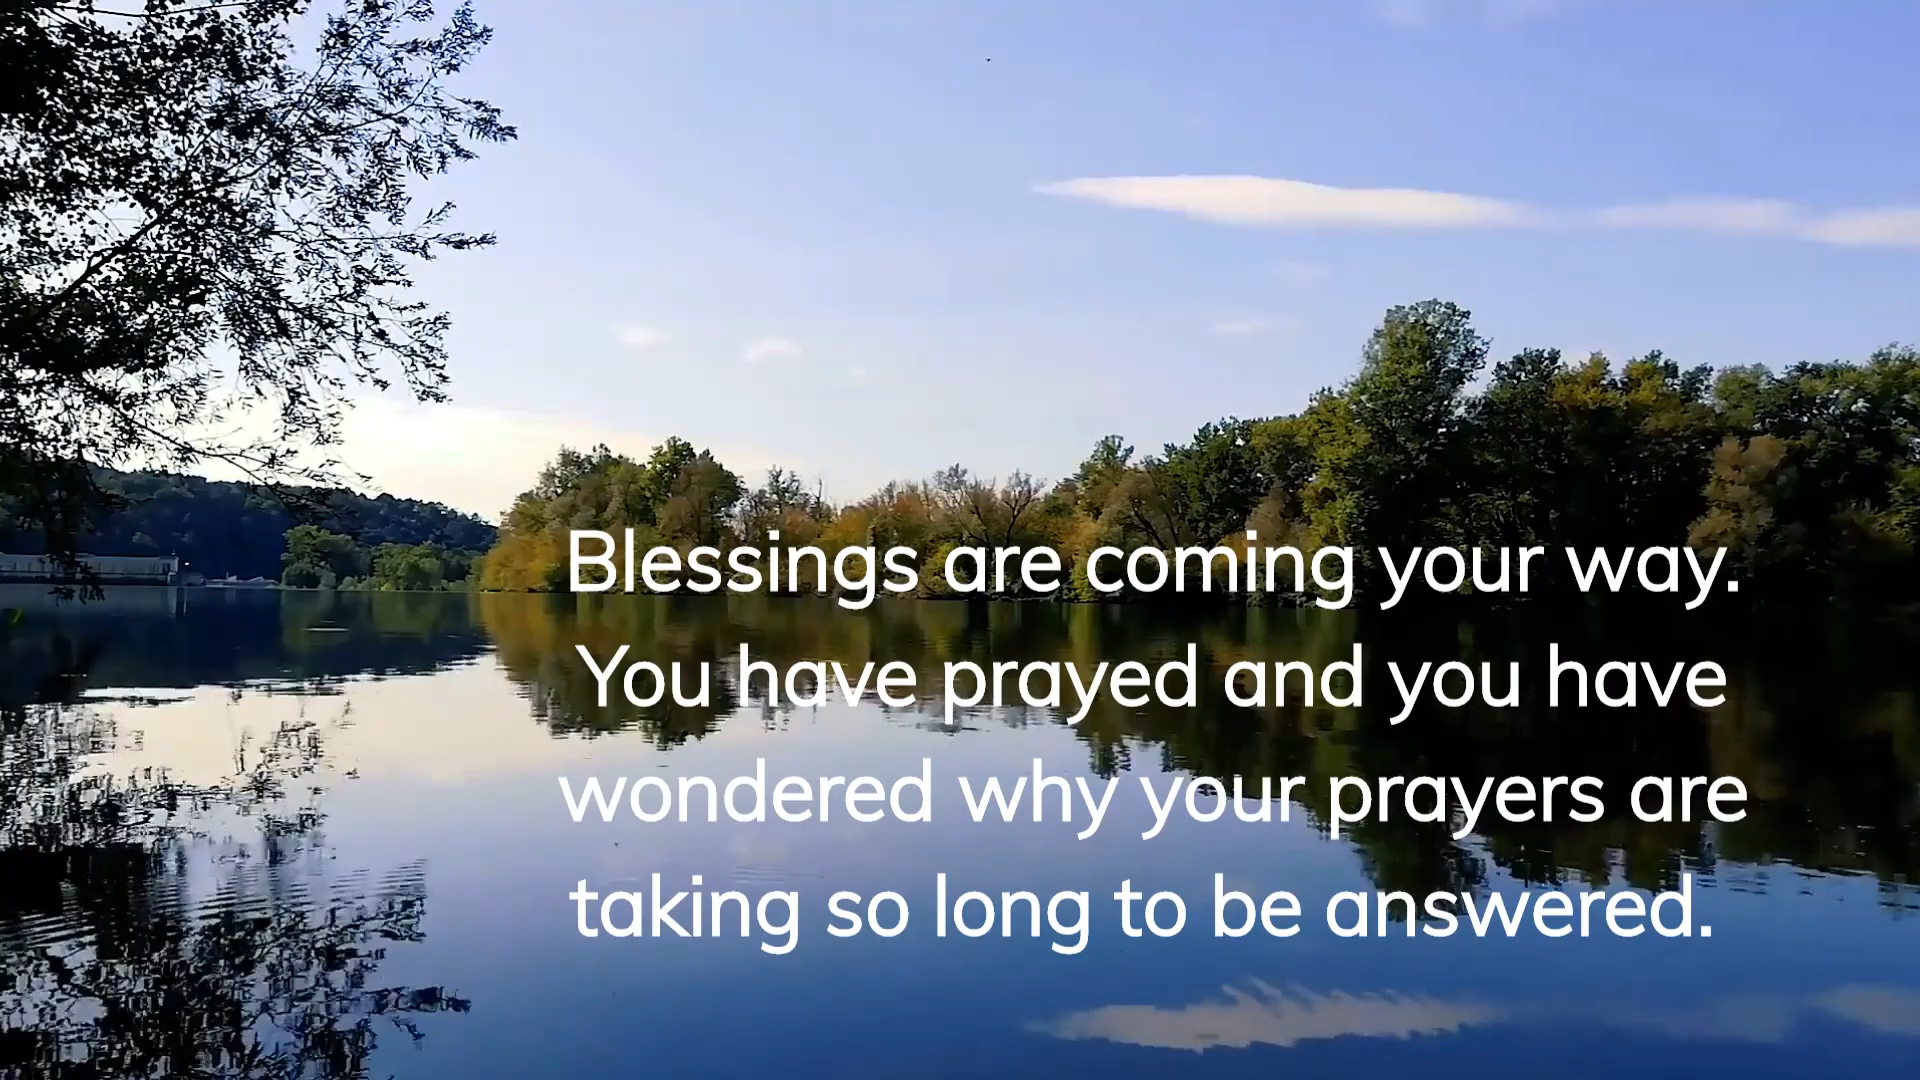 Blessings are coming your way.
You have prayed and you have
wondered why your prayers are
taking so long to be answered.